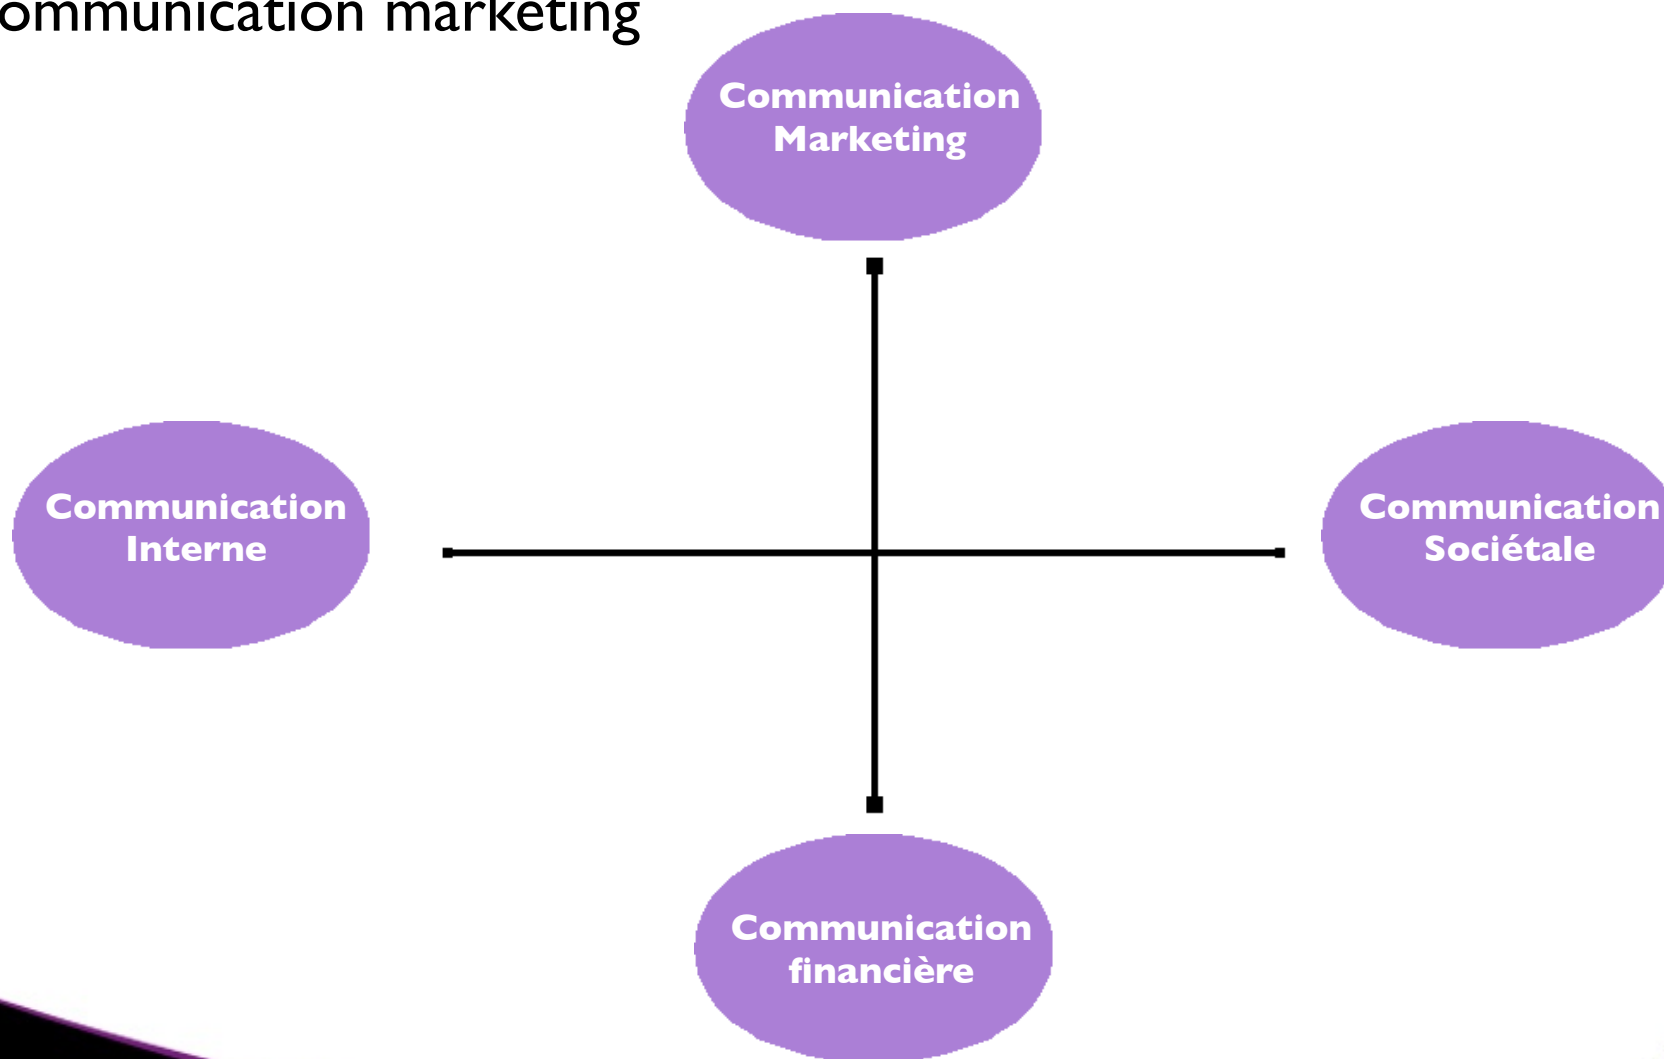 ommunication marketing
Communication
Marketing
Communication
Interne
Communication
Sociétale
Communication
financière